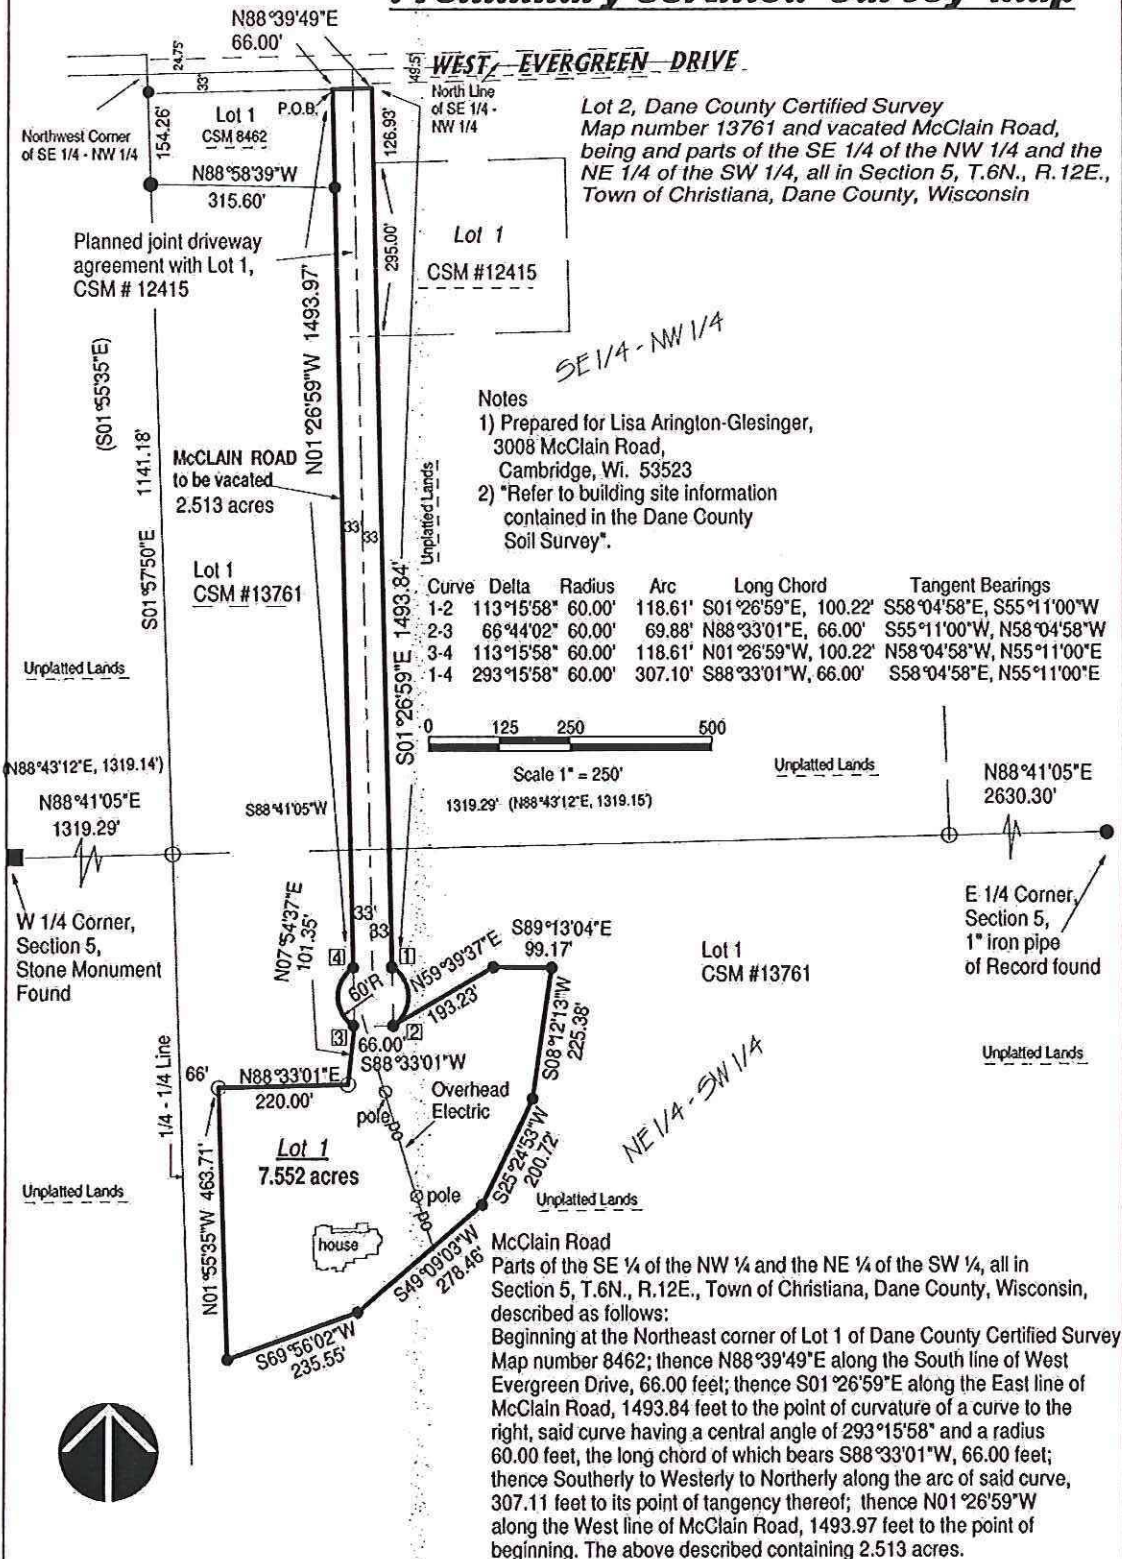 N88°39'49"E
66.00'
24.75'
33'
49.5'
WEST EVERGREEN DRIVE
North Line
of SE 1/4 -
NW 1/4
P.O.B.
Lot 1
CSM 8462
154.26'
Northwest Corner
of SE 1/4 - NW 1/4
N88°58'39"W
315.60'
126.93'
295.00'
Lot 2, Dane County Certified Survey
Map number 13761 and vacated McClain Road,
being and parts of the SE 1/4 of the NW 1/4 and the
NE 1/4 of the SW 1/4, all in Section 5, T.6N., R.12E.,
Town of Christiana, Dane County, Wisconsin
Planned joint driveway
agreement with Lot 1,
CSM # 12415
Lot 1
CSM #12415
SE 1/4 - NW 1/4
N01°26'59"W 1493.97'
(S01°55'35"E)
1141.18'
S01°57'50"E
McCLAIN ROAD
to be vacated
2.513 acres
33'
33'
Lot 1
CSM #13761
Unplatted Lands
S01°26'59"E 1493.84'
Unplatted Lands
Notes
1) Prepared for Lisa Arington-Glesinger,
3008 McClain Road,
Cambridge, Wi. 53523
2) "Refer to building site information
contained in the Dane County
Soil Survey".
Curve Delta Radius Arc Long Chord Tangent Bearings
1-2 113°15'58" 60.00' 118.61' S01°26'59"E, 100.22' S58°04'58"E, S55°11'00"W
2-3 66°44'02" 60.00' 69.88' N88°33'01"E, 66.00' S55°11'00"W, N58°04'58"W
3-4 113°15'58" 60.00' 118.61' N01°26'59"W, 100.22' N58°04'58"W, N55°11'00"E
1-4 293°15'58" 60.00' 307.10' S88°33'01"W, 66.00' S58°04'58"E, N55°11'00"E
0 125 250 500
Scale 1" = 250'
1319.29' (N88°43'12"E, 1319.15')
Unplatted Lands
N88°41'05"E
2630.30'
N88°43'12"E, 1319.14')
N88°41'05"E
1319.29'
S88°41'05"W
W 1/4 Corner,
Section 5,
Stone Monument
Found
E 1/4 Corner,
Section 5,
1" iron pipe
of Record found
33'
83
N07°54'37"E
101.35'
4
1
60'R
3
2
N59°39'37"E
193.23'
S89°13'04"E
99.17'
Lot 1
CSM #13761
S08°12'13"W
225.38'
Unplatted Lands
66.00'
S88°33'01"W
66'
N88°33'01"E
220.00'
1/4 - 1/4 Line
Overhead
Electric
pole
NE 1/4 - SW 1/4
S25°24'53"W
200.72'
Lot 1
7.552 acres
pole
Unplatted Lands
Unplatted Lands
N01°55'35"W 463.71'
house
S49°09'03"W
278.46'
S69°56'02"W
235.55'
McClain Road
Parts of the SE ¼ of the NW ¼ and the NE ¼ of the SW ¼, all in
Section 5, T.6N., R.12E., Town of Christiana, Dane County, Wisconsin,
described as follows:
Beginning at the Northeast corner of Lot 1 of Dane County Certified Survey
Map number 8462; thence N88°39'49"E along the South line of West
Evergreen Drive, 66.00 feet; thence S01°26'59"E along the East line of
McClain Road, 1493.84 feet to the point of curvature of a curve to the
right, said curve having a central angle of 293°15'58" and a radius
60.00 feet, the long chord of which bears S88°33'01"W, 66.00 feet;
thence Southerly to Westerly to Northerly along the arc of said curve,
307.11 feet to its point of tangency thereof; thence N01°26'59"W
along the West line of McClain Road, 1493.97 feet to the point of
beginning. The above described containing 2.513 acres.